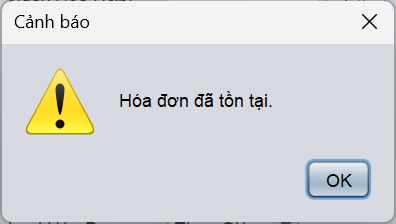 Cảnh báo
Hóa đơn đã tồn tại.
OK